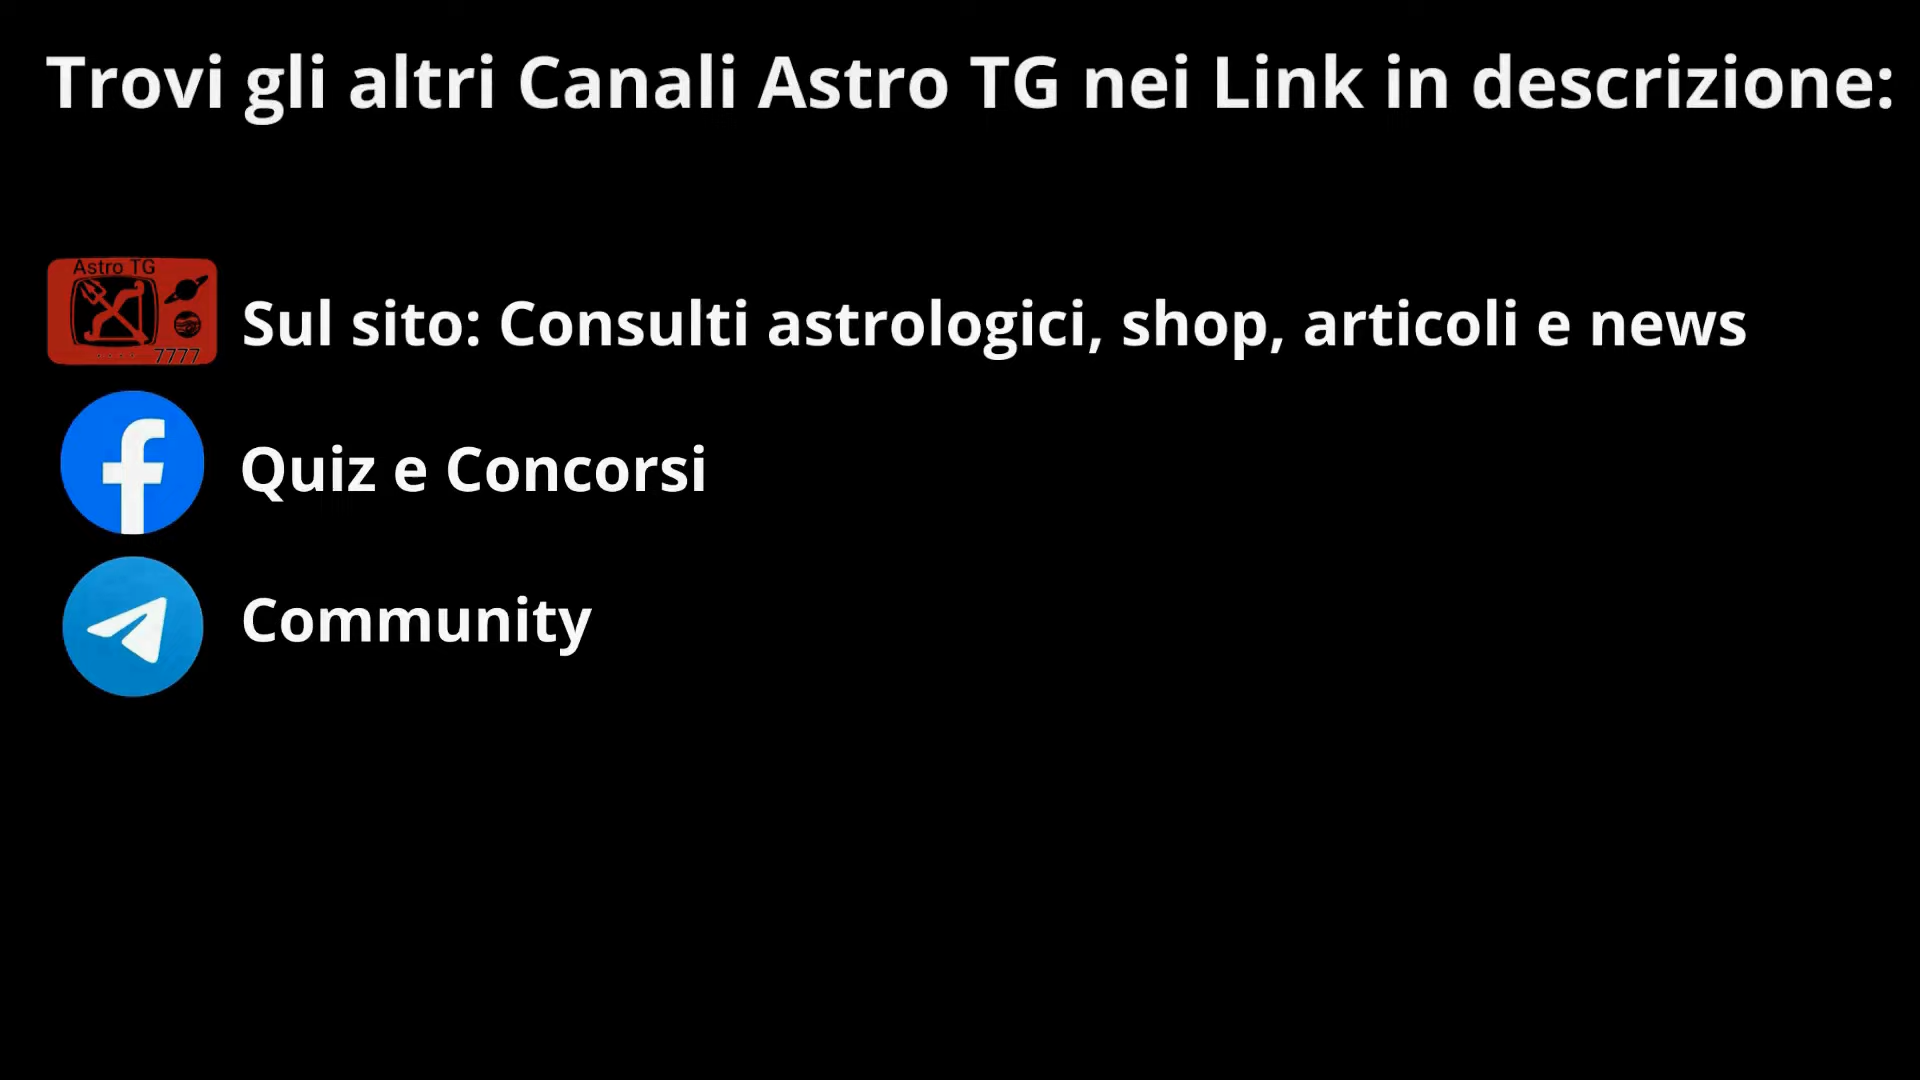 Trovi gli altri Canali Astro TG nei Link in descrizione:
Astro TG
7777
Sul sito: Consulti astrologici, shop, articoli e news
Quiz e Concorsi
Community